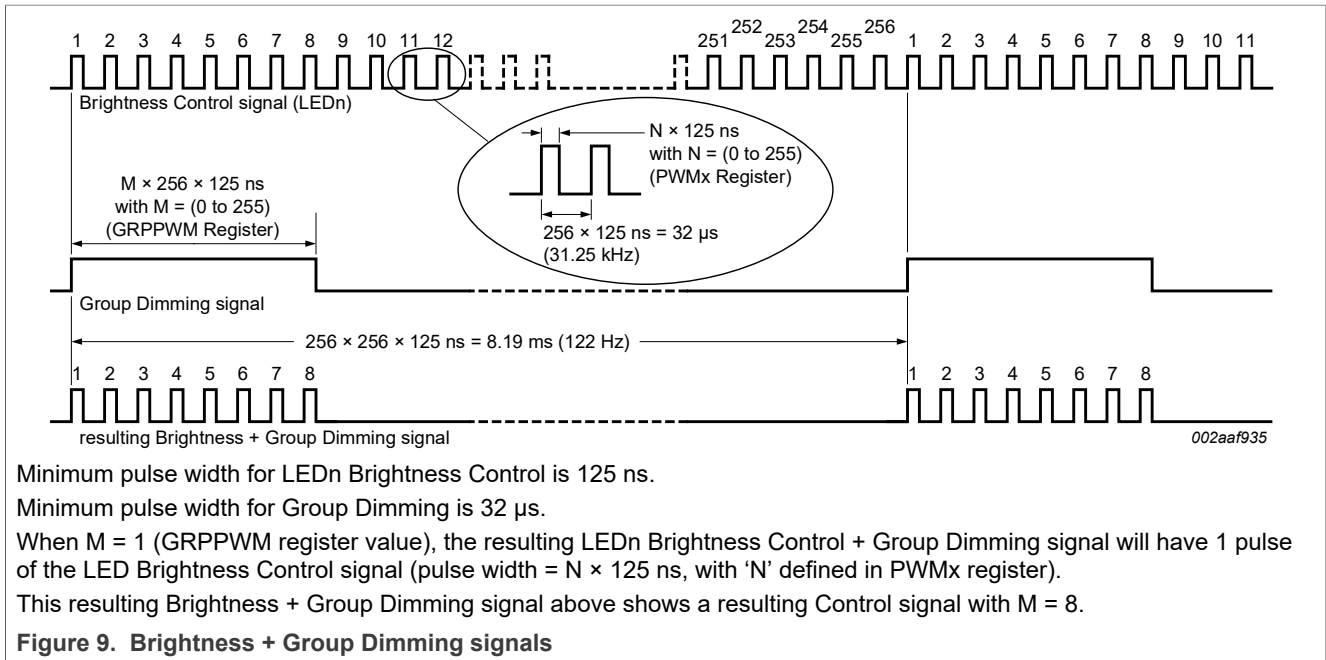 1 2 3 4 5 6 7 8 9 10 11 12 251 252 253 254 255 256 1 2 3 4 5 6 7 8 9 10 11
Brightness Control signal (LEDn)
N × 125 ns
with N = (0 to 255)
(PWMx Register)
256 × 125 ns = 32 µs
(31.25 kHz)
M × 256 × 125 ns
with M = (0 to 255)
(GRPPWM Register)
Group Dimming signal
256 × 256 × 125 ns = 8.19 ms (122 Hz)
1 2 3 4 5 6 7 8 1 2 3 4 5 6 7 8
resulting Brightness + Group Dimming signal
002aaf935
Minimum pulse width for LEDn Brightness Control is 125 ns.
Minimum pulse width for Group Dimming is 32 µs.
When M = 1 (GRPPWM register value), the resulting LEDn Brightness Control + Group Dimming signal will have 1 pulse
of the LED Brightness Control signal (pulse width = N × 125 ns, with ‘N’ defined in PWMx register).
This resulting Brightness + Group Dimming signal above shows a resulting Control signal with M = 8.
Figure 9. Brightness + Group Dimming signals